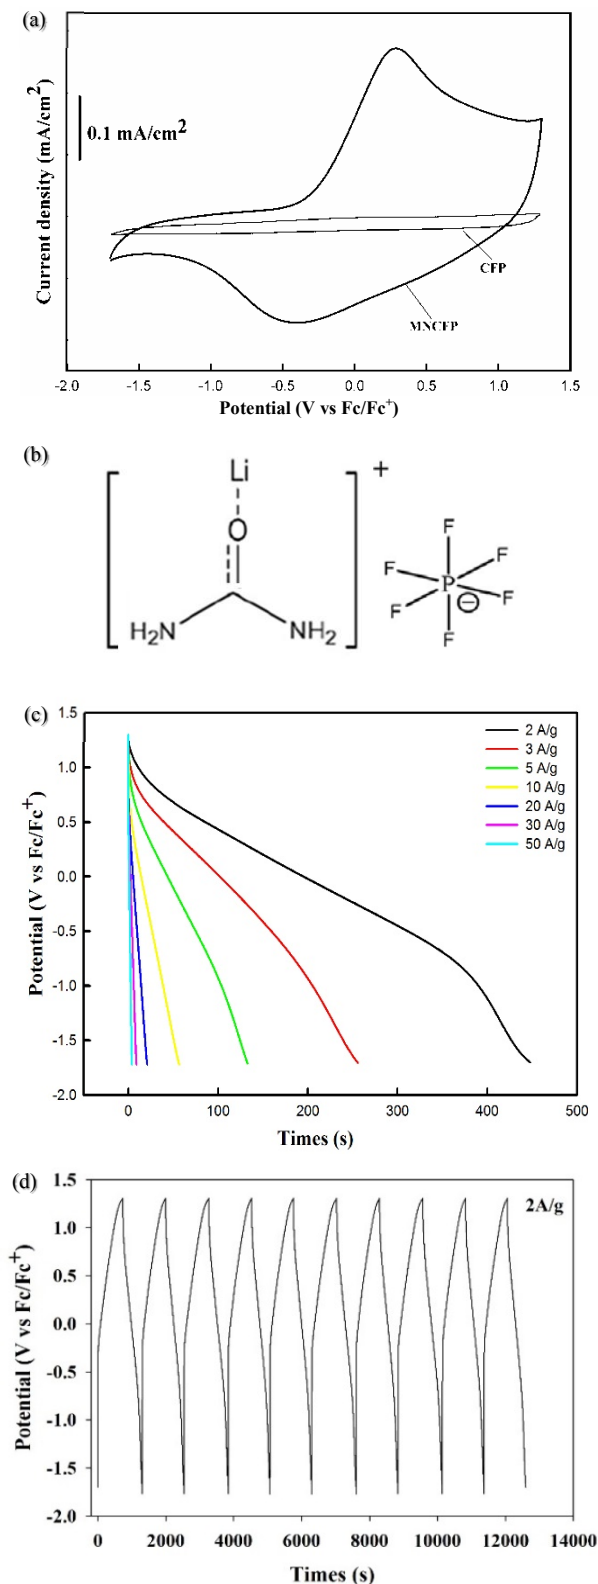 (a)
Current density (mA/cm²)
0.1 mA/cm²
CFP
MNCFP
-2.0 -1.5 -1.0 -0.5 0.0 0.5 1.0 1.5
Potential (V vs Fc/Fc⁺)
(b)
Li
O
H₂N NH₂
+
F
F F
P
F F
F
⊖
(c)
Potential (V vs Fc/Fc⁺)
1.5
1.0
0.5
0.0
-0.5
-1.0
-1.5
-2.0
2 A/g
3 A/g
5 A/g
10 A/g
20 A/g
30 A/g
50 A/g
0 100 200 300 400 500
Times (s)
(d)
Potential (V vs Fc/Fc⁺)
1.5
1.0
0.5
0.0
-0.5
-1.0
-1.5
-2.0
2A/g
0 2000 4000 6000 8000 10000 12000 14000
Times (s)